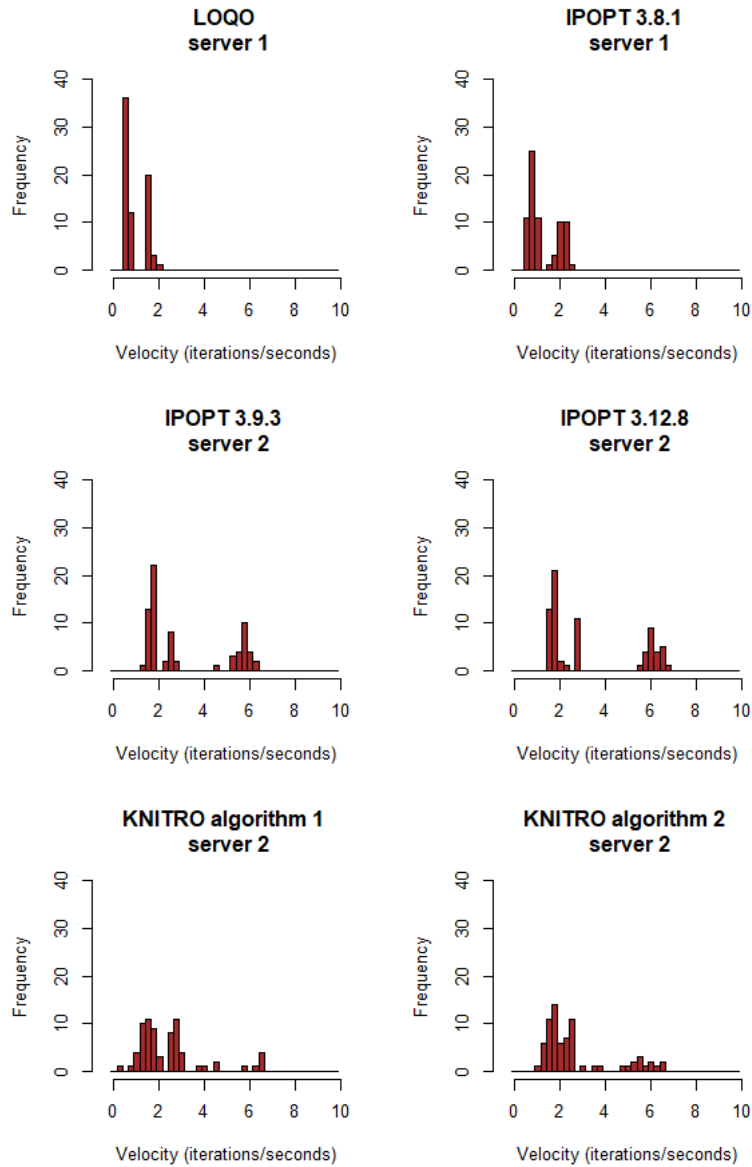 LOQO
server 1
40
30
20
10
0
Frequency
0 2 4 6 8 10
Velocity (iterations/seconds)
IPOPT 3.8.1
server 1
40
30
20
10
0
Frequency
0 2 4 6 8 10
Velocity (iterations/seconds)
IPOPT 3.9.3
server 2
40
30
20
10
0
Frequency
0 2 4 6 8 10
Velocity (iterations/seconds)
IPOPT 3.12.8
server 2
40
30
20
10
0
Frequency
0 2 4 6 8 10
Velocity (iterations/seconds)
KNITRO algorithm 1
server 2
40
30
20
10
0
Frequency
0 2 4 6 8 10
Velocity (iterations/seconds)
KNITRO algorithm 2
server 2
40
30
20
10
0
Frequency
0 2 4 6 8 10
Velocity (iterations/seconds)